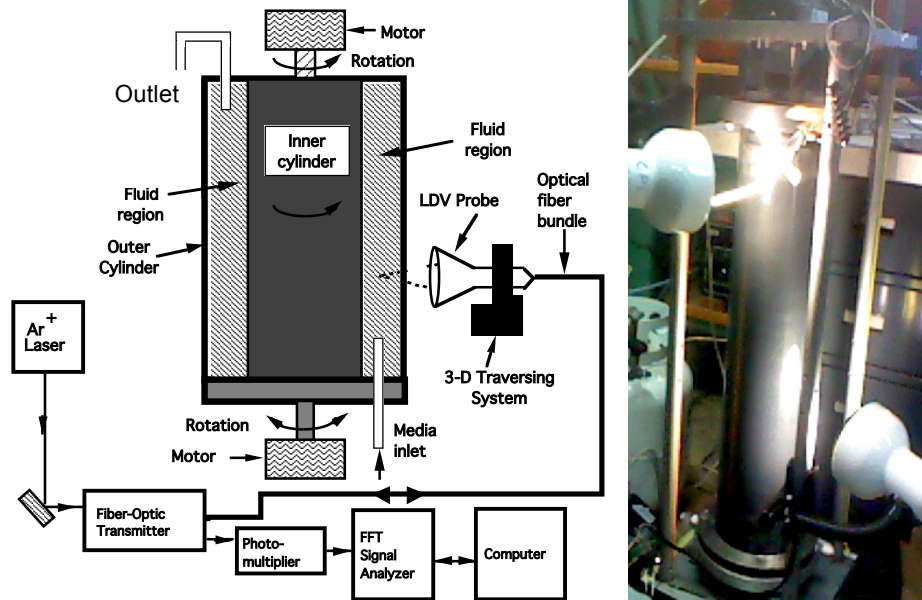 Motor
Rotation
Outlet
Inner
cylinder
Fluid
region
Fluid
region
Optical
fiber
bundle
LDV Probe
Outer
Cylinder
Ar +
Laser
3-D Traversing
System
Rotation
Motor
Media
inlet
Fiber-Optic
Transmitter
Photo-
multiplier
FFT
Signal
Analyzer
Computer